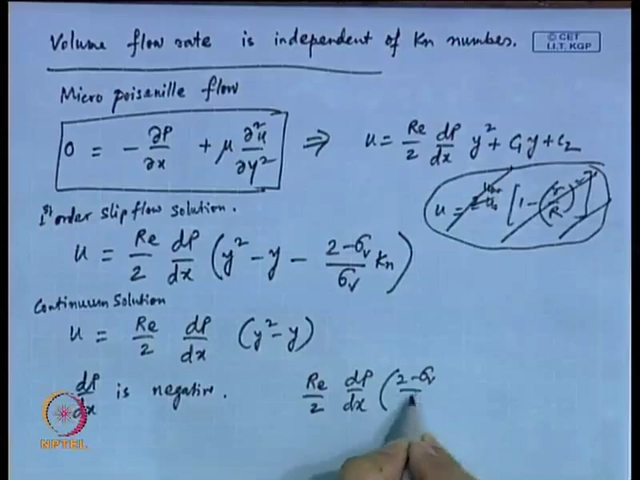 Volume flow rate is independent of Kn number.
© CET
I.I.T. KGP
Micro poisenille flow
0 = - ∂P/∂x + μ ∂²u/∂y² ⇒ u = Re/2 dP/dx y² + C₁y + C₂
1st order slip flow solution.
u = Re/2 dP/dx (y² - y - (2-σv)/σv Kn)
Continuum Solution
u = Re/2 dP/dx (y² - y)
dP/dx is negative. Re/2 dP/dx (2-σv
NPTEL